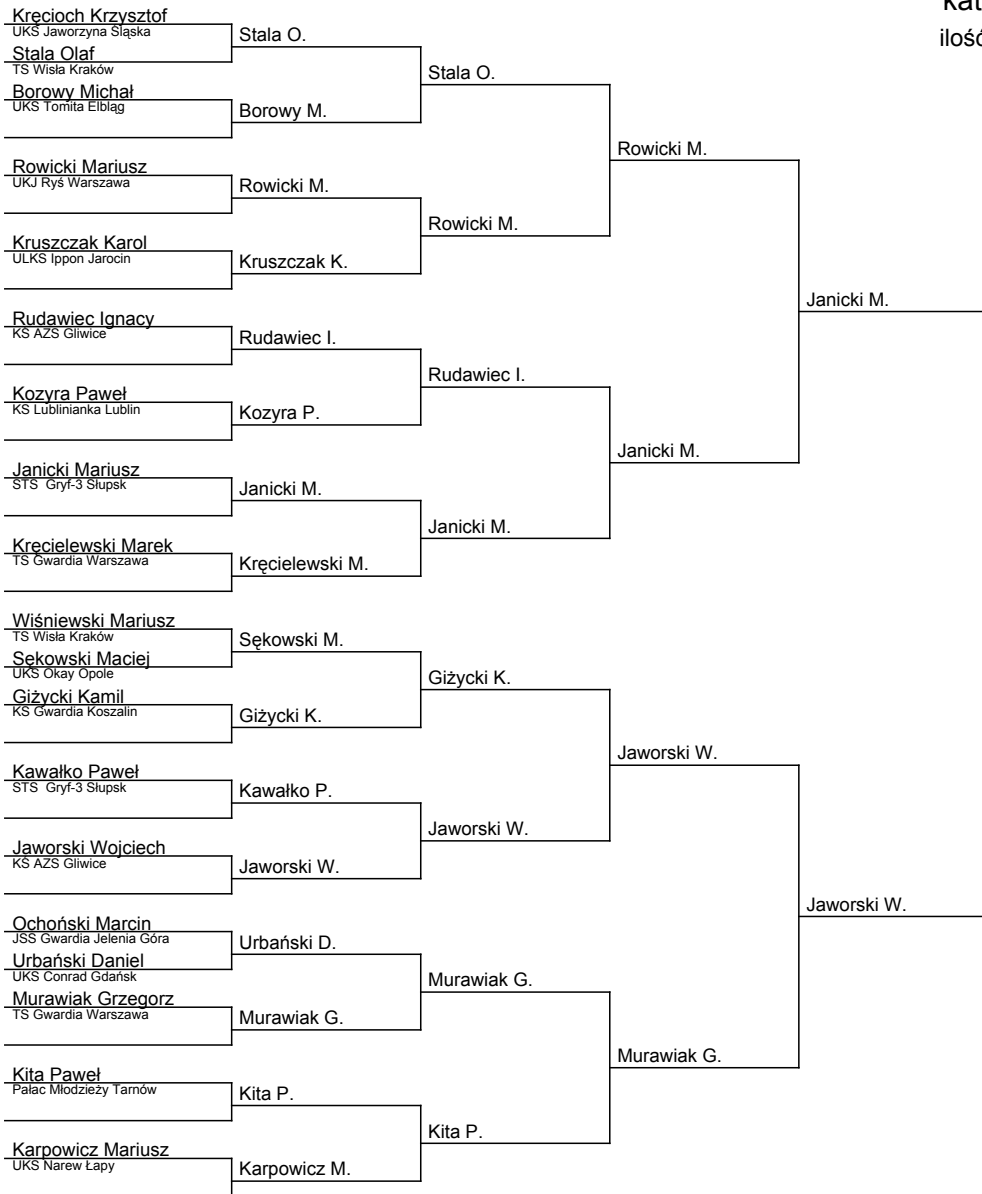 Kręcioch Krzysztof
UKS Jaworzyna Śląska
Stala Olaf
TS Wisła Kraków
Borowy Michał
UKS Tomita Elbląg
Rowicki Mariusz
UKJ Ryś Warszawa
Kruszczak Karol
ULKS Ippon Jarocin
Rudawiec Ignacy
KS AZS Gliwice
Kozyra Paweł
KS Lublinianka Lublin
Janicki Mariusz
STS Gryf-3 Słupsk
Kręcielewski Marek
TS Gwardia Warszawa
Wiśniewski Mariusz
TS Wisła Kraków
Sękowski Maciej
UKS Okay Opole
Giżycki Kamil
KS Gwardia Koszalin
Kawałko Paweł
STS Gryf-3 Słupsk
Jaworski Wojciech
KS AZS Gliwice
Ochoński Marcin
JSS Gwardia Jelenia Góra
Urbański Daniel
UKS Conrad Gdańsk
Murawiak Grzegorz
TS Gwardia Warszawa
Kita Paweł
Pałac Młodzieży Tarnów
Karpowicz Mariusz
UKS Narew Łapy
Stala O.
Borowy M.
Rowicki M.
Kruszczak K.
Rudawiec I.
Kozyra P.
Janicki M.
Kręcielewski M.
Sękowski M.
Giżycki K.
Kawałko P.
Jaworski W.
Urbański D.
Murawiak G.
Kita P.
Karpowicz M.
Stala O.
Rowicki M.
Rudawiec I.
Janicki M.
Giżycki K.
Jaworski W.
Murawiak G.
Kita P.
Rowicki M.
Janicki M.
Jaworski W.
Murawiak G.
Janicki M.
Jaworski W.